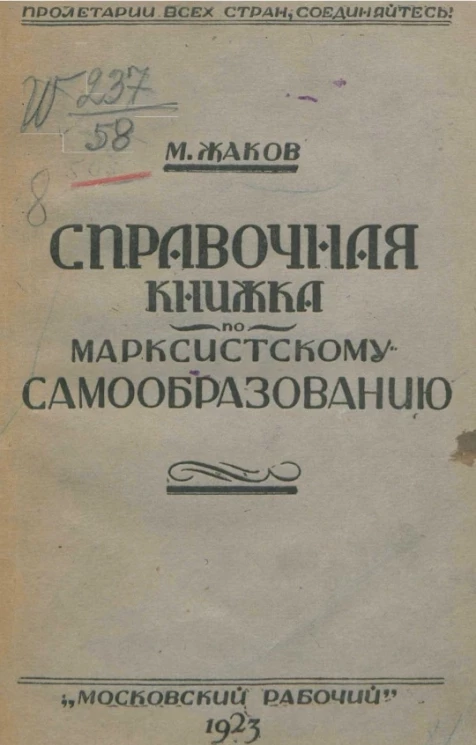 ПРОЛЕТАРИИ ВСЕХ СТРАН, СОЕДИНЯЙТЕСЬ!
W 237
58
8
М. ЖАКОВ
СПРАВОЧНАЯ
КНИЖКА
ПО
МАРКСИСТСКОМУ
САМООБРАЗОВАНИЮ
„МОСКОВСКИЙ РАБОЧИЙ”
1923